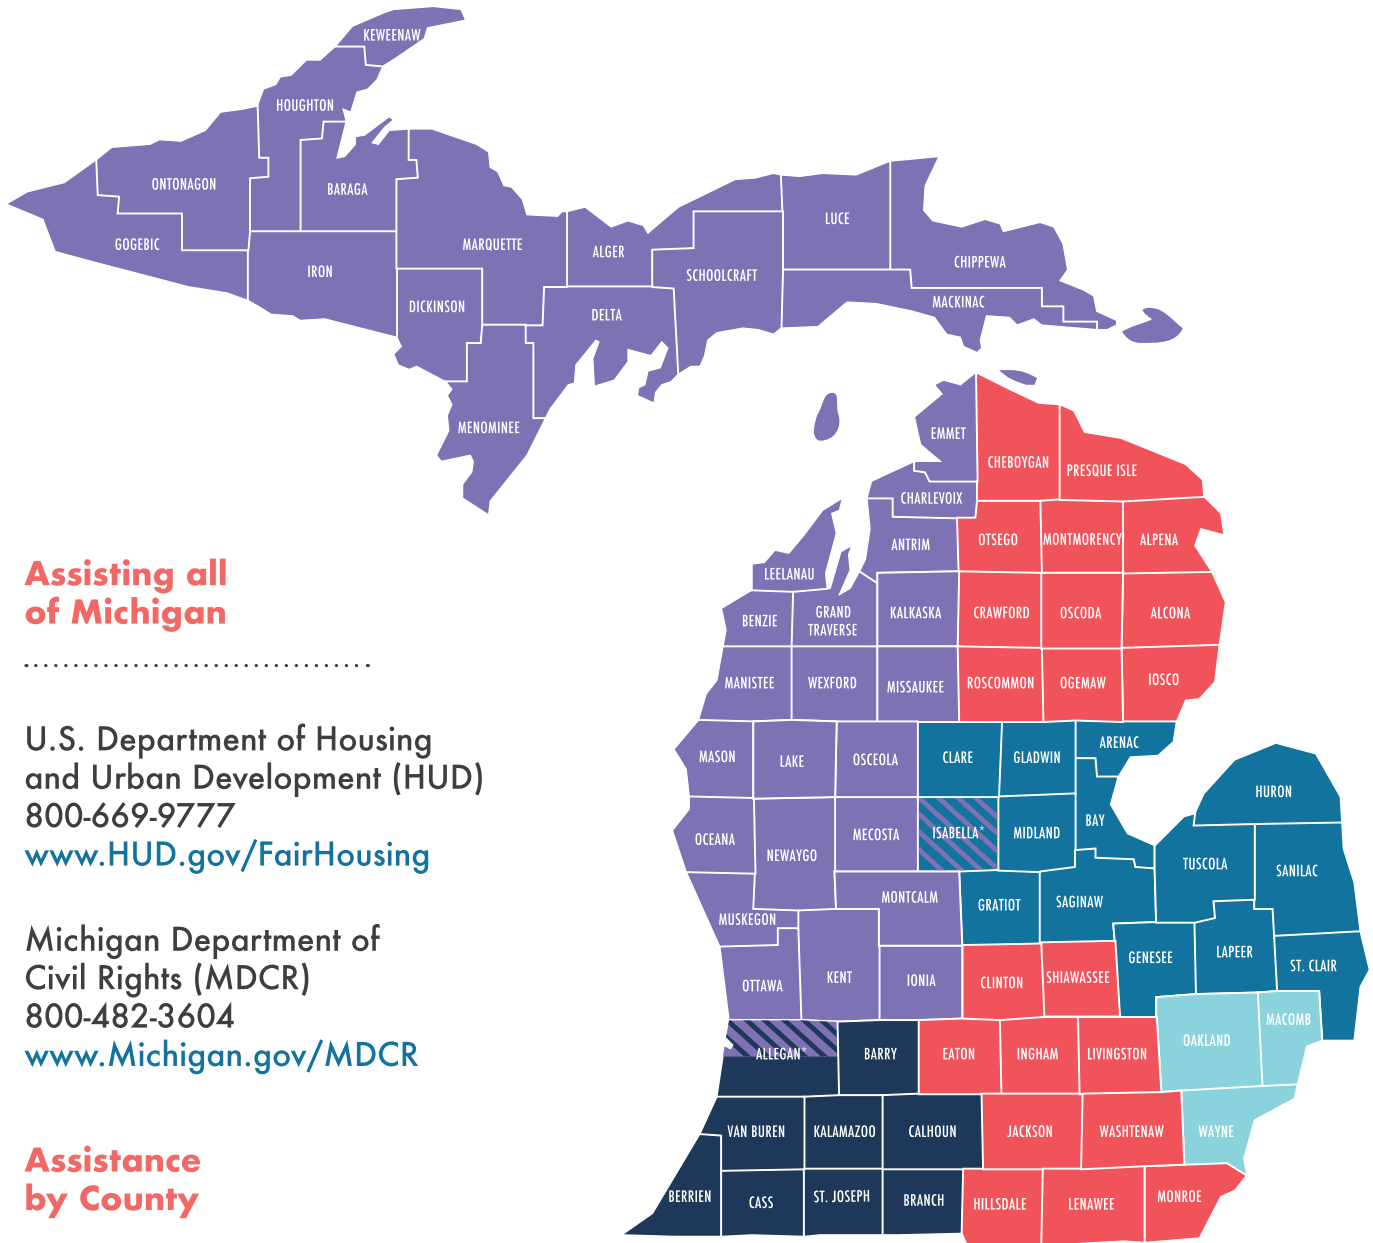 KEWEENAW
HOUGHTON
ONTONAGON
BARAGA
GOGEBIC
IRON
MARQUETTE
DICKINSON
MENOMINEE
ALGER
DELTA
SCHOOLCRAFT
LUCE
CHIPPEWA
MACKINAC
EMMET
CHEBOYGAN
PRESQUE ISLE
CHARLEVOIX
ANTRIM
OTSEGO
MONTMORENCY
ALPENA
LEELANAU
BENZIE
GRAND
TRAVERSE
KALKASKA
CRAWFORD
OSCODA
ALCONA
MANISTEE
WEXFORD
MISSAUKEE
ROSCOMMON
OGEMAW
IOSCO
MASON
LAKE
OSCEOLA
CLARE
GLADWIN
ARENAC
HURON
OCEANA
NEWAYGO
MECOSTA
ISABELLA*
MIDLAND
BAY
TUSCOLA
SANILAC
MUSKEGON
MONTCALM
GRATIOT
SAGINAW
GENESEE
LAPEER
ST. CLAIR
OTTAWA
KENT
IONIA
CLINTON
SHIAWASSEE
OAKLAND
MACOMB
ALLEGAN*
BARRY
EATON
INGHAM
LIVINGSTON
VAN BUREN
KALAMAZOO
CALHOUN
JACKSON
WASHTENAW
WAYNE
BERRIEN
CASS
ST. JOSEPH
BRANCH
HILLSDALE
LENAWEE
MONROE
Assisting all
of Michigan
U.S. Department of Housing
and Urban Development (HUD)
800-669-9777
www.HUD.gov/FairHousing
Michigan Department of
Civil Rights (MDCR)
800-482-3604
www.Michigan.gov/MDCR
Assistance
by County